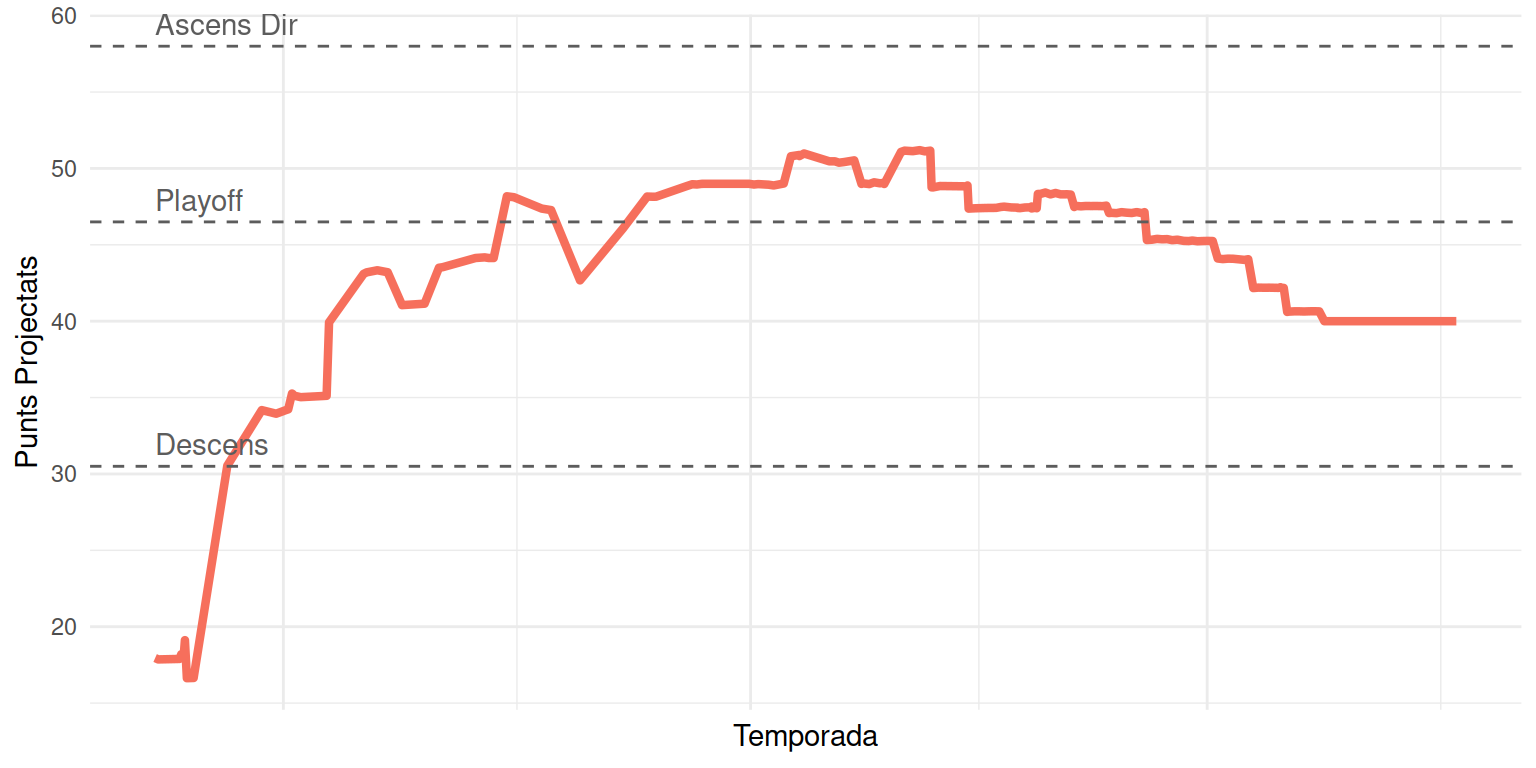 60
Ascens Dir
50
Playoff
40
Descens
30
20
Punts Projectats
Temporada